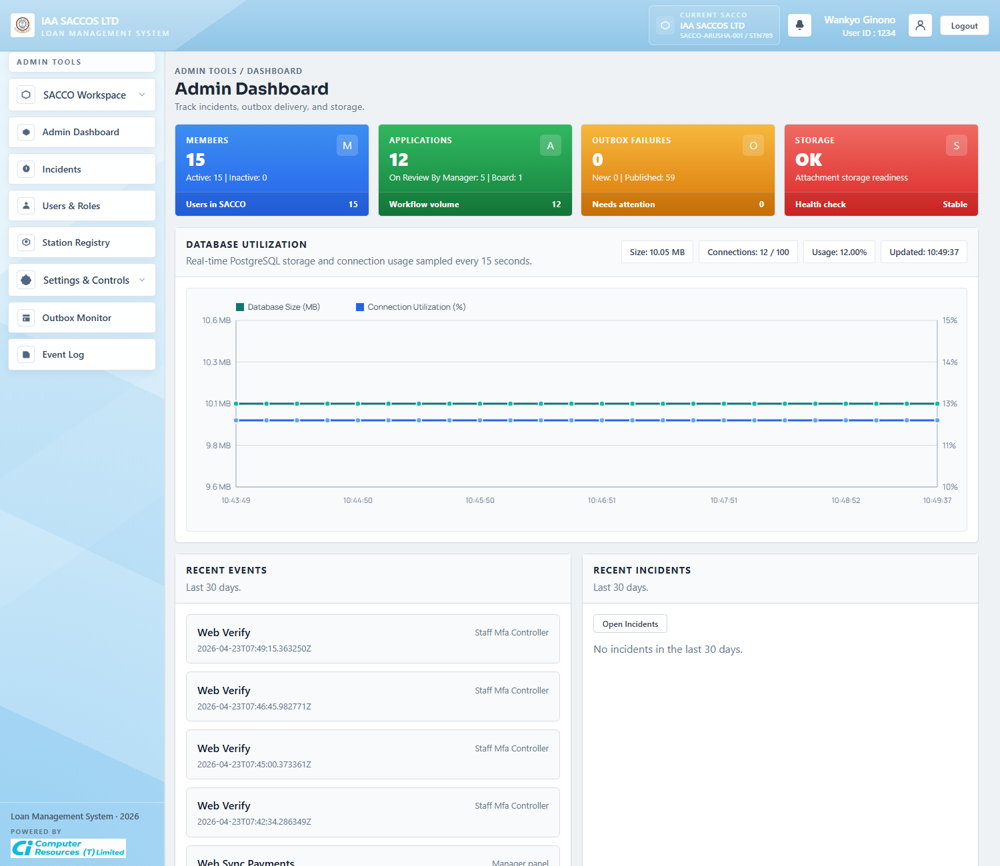 IAA SACCOS LTD
LOAN MANAGEMENT SYSTEM
CURRENT SACCO
IAA SACCOS LTD
SACCO-ARUSHA-001 / STN789
Wankyo Ginono
User ID : 1234
Logout
ADMIN TOOLS
SACCO Workspace
Admin Dashboard
Incidents
Users & Roles
Station Registry
Settings & Controls
Outbox Monitor
Event Log
Loan Management System · 2026
POWERED BY
Ci Computer
Resources (T) Limited
ADMIN TOOLS / DASHBOARD
Admin Dashboard
Track incidents, outbox delivery, and storage.
MEMBERS
M
15
Active: 15 | Inactive: 0
Users in SACCO 15
APPLICATIONS
A
12
On Review By Manager: 5 | Board: 1
Workflow volume 12
OUTBOX FAILURES
O
0
New: 0 | Published: 59
Needs attention 0
STORAGE
S
OK
Attachment storage readiness
Health check Stable
DATABASE UTILIZATION
Real-time PostgreSQL storage and connection usage sampled every 15 seconds.
Size: 10.05 MB
Connections: 12 / 100
Usage: 12.00%
Updated: 10:49:37
Database Size (MB)
Connection Utilization (%)
10.6 MB 15%
10.3 MB 14%
10.1 MB 13%
9.8 MB 11%
9.6 MB 10%
10:43:49 10:44:50 10:45:50 10:46:51 10:47:51 10:48:52 10:49:37
RECENT EVENTS
Last 30 days.
Web Verify Staff Mfa Controller
2026-04-23T07:49:15.363250Z
Web Verify Staff Mfa Controller
2026-04-23T07:46:45.982771Z
Web Verify Staff Mfa Controller
2026-04-23T07:45:00.373361Z
Web Verify Staff Mfa Controller
2026-04-23T07:42:34.286349Z
Web Sync Payments Manager panel
RECENT INCIDENTS
Last 30 days.
Open Incidents
No incidents in the last 30 days.